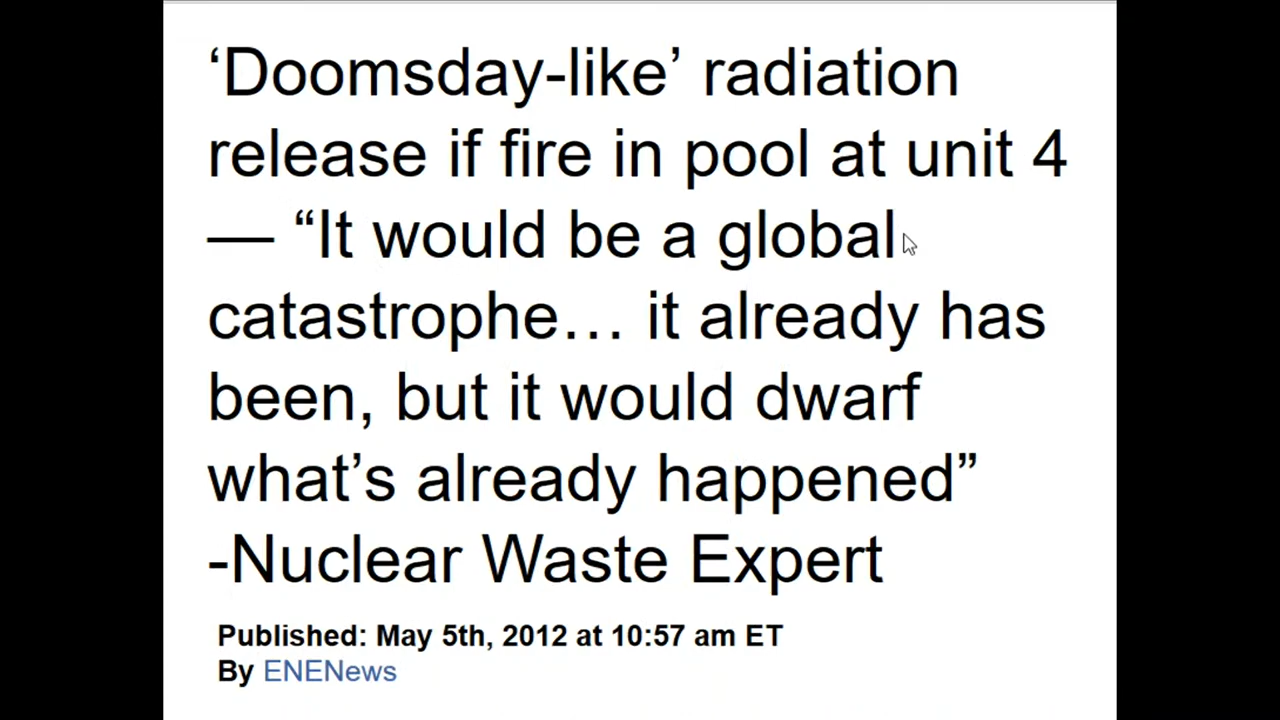 ‘Doomsday-like’ radiation
release if fire in pool at unit 4
— “It would be a global
catastrophe… it already has
been, but it would dwarf
what’s already happened”
-Nuclear Waste Expert
Published: May 5th, 2012 at 10:57 am ET
By ENENews